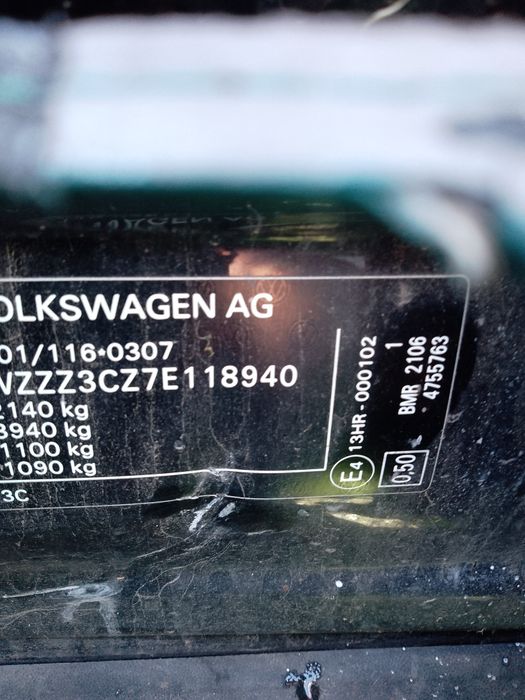 OLKSWAGEN AG
01/116*0307
VZZZ3CZ7E118940
2140 kg
3940 kg
1100 kg
1090 kg
3C
E4 13HR-000102 1
0,50 BMR 2106
4755763